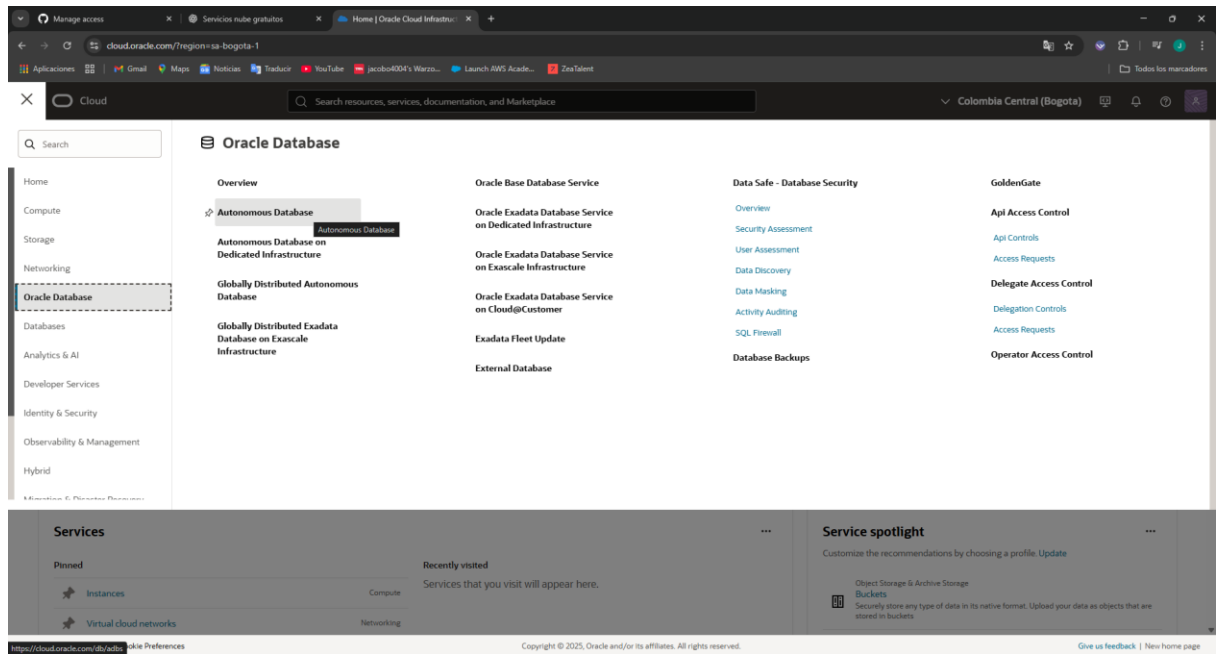 Manage access
Servicios nube gratuitos
Home | Oracle Cloud Infrastruct
cloud.oracle.com/?region=sa-bogota-1
Aplicaciones
Gmail
Maps
Noticias
Traducir
YouTube
jacobo4004's Warzo...
Launch AWS Acade...
ZeaTalent
Todos los marcadores
Cloud
Search resources, services, documentation, and Marketplace
Colombia Central (Bogota)
Search
Home
Compute
Storage
Networking
Oracle Database
Databases
Analytics & AI
Developer Services
Identity & Security
Observability & Management
Hybrid
Migration & Disaster Recovery
Oracle Database
Overview
Autonomous Database
Autonomous Database
Autonomous Database on
Dedicated Infrastructure
Globally Distributed Autonomous
Database
Globally Distributed Exadata
Database on Exascale
Infrastructure
Oracle Base Database Service
Oracle Exadata Database Service
on Dedicated Infrastructure
Oracle Exadata Database Service
on Exascale Infrastructure
Oracle Exadata Database Service
on Cloud@Customer
Exadata Fleet Update
External Database
Data Safe - Database Security
Overview
Security Assessment
User Assessment
Data Discovery
Data Masking
Activity Auditing
SQL Firewall
Database Backups
GoldenGate
Api Access Control
Api Controls
Access Requests
Delegate Access Control
Delegation Controls
Access Requests
Operator Access Control
Services
Pinned
Instances
Compute
Virtual cloud networks
Networking
Recently visited
Services that you visit will appear here.
Service spotlight
Customize the recommendations by choosing a profile. Update
Object Storage & Archive Storage
Buckets
Securely store any type of data in its native format. Upload your data as objects that are
stored in buckets
https://cloud.oracle.com/db/adbs
okie Preferences
Copyright © 2025, Oracle and/or its affiliates. All rights reserved.
Give us feedback | New home page